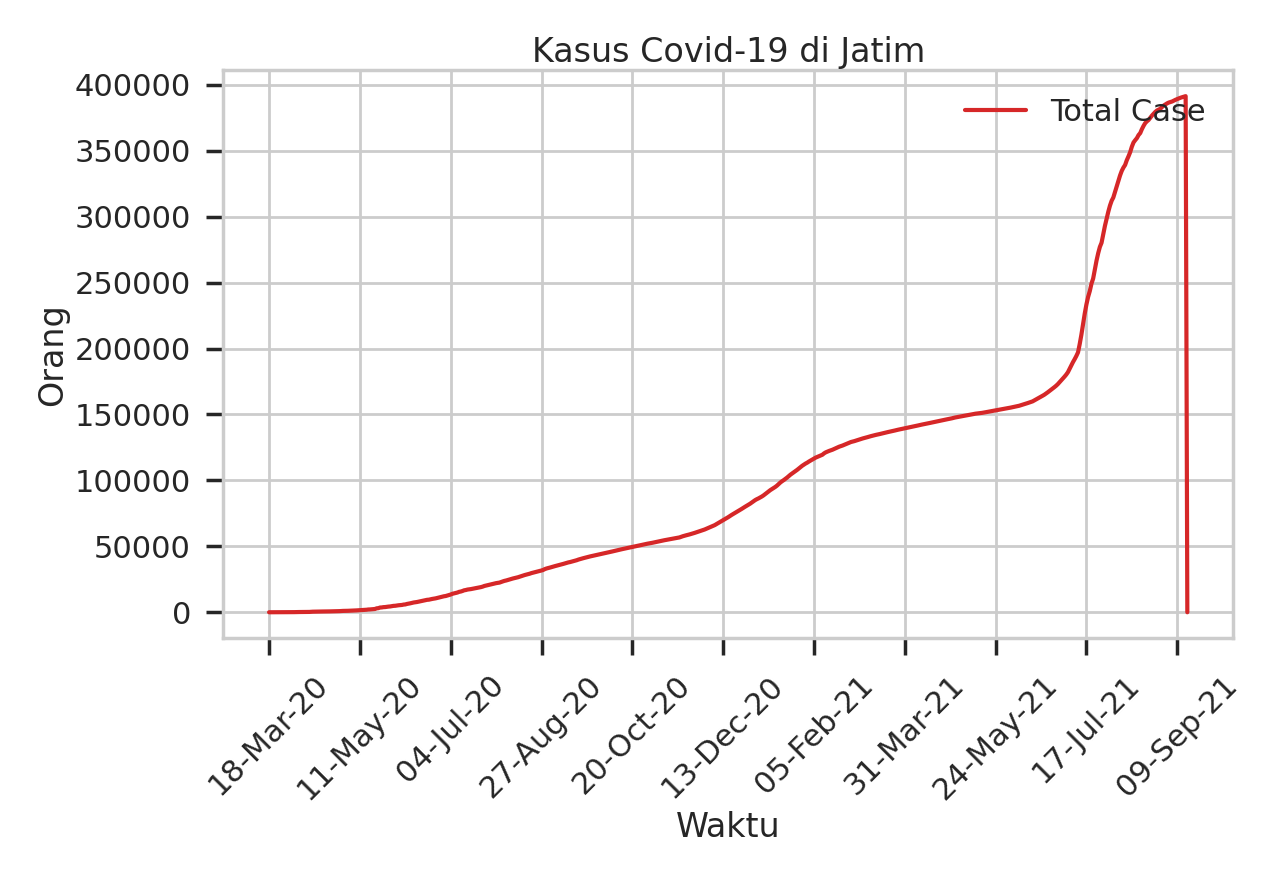 Kasus Covid-19 di Jatim
Total Case
400000
350000
300000
250000
200000
150000
100000
50000
0
Orang
18-Mar-20
11-May-20
04-Jul-20
27-Aug-20
20-Oct-20
13-Dec-20
05-Feb-21
31-Mar-21
24-May-21
17-Jul-21
09-Sep-21
Waktu